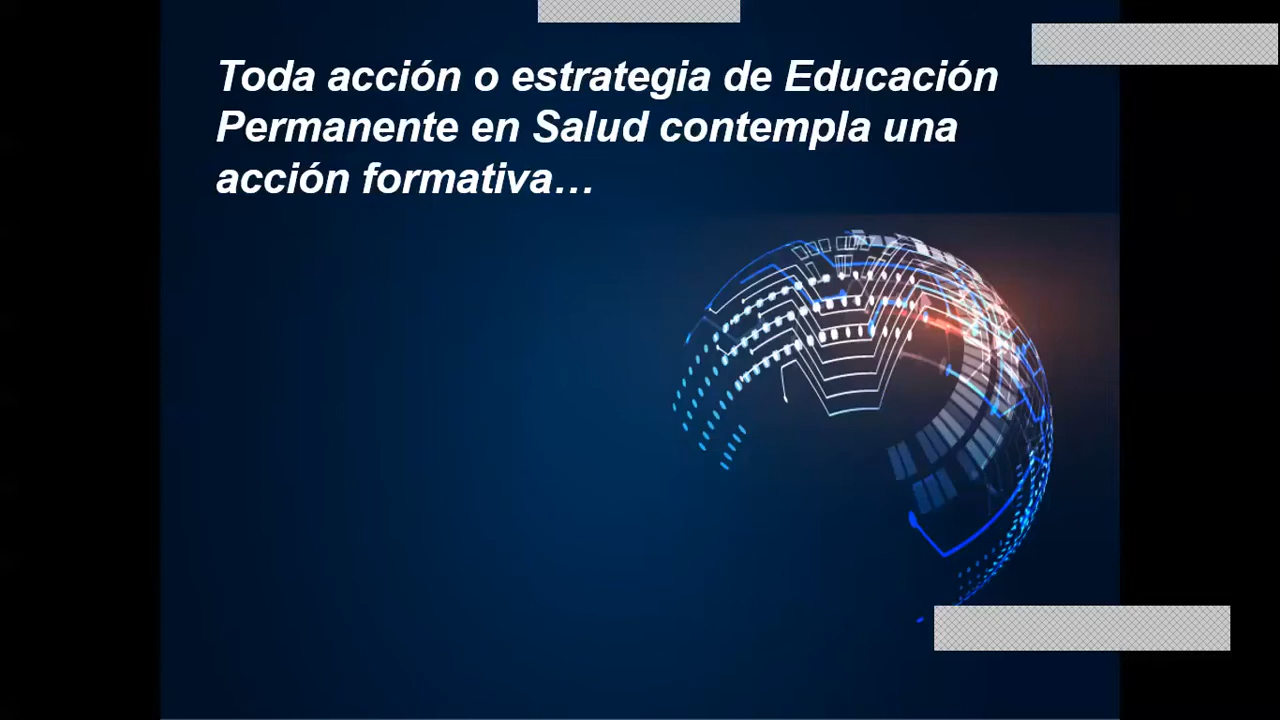 Toda acción o estrategia de Educación
Permanente en Salud contempla una
acción formativa…